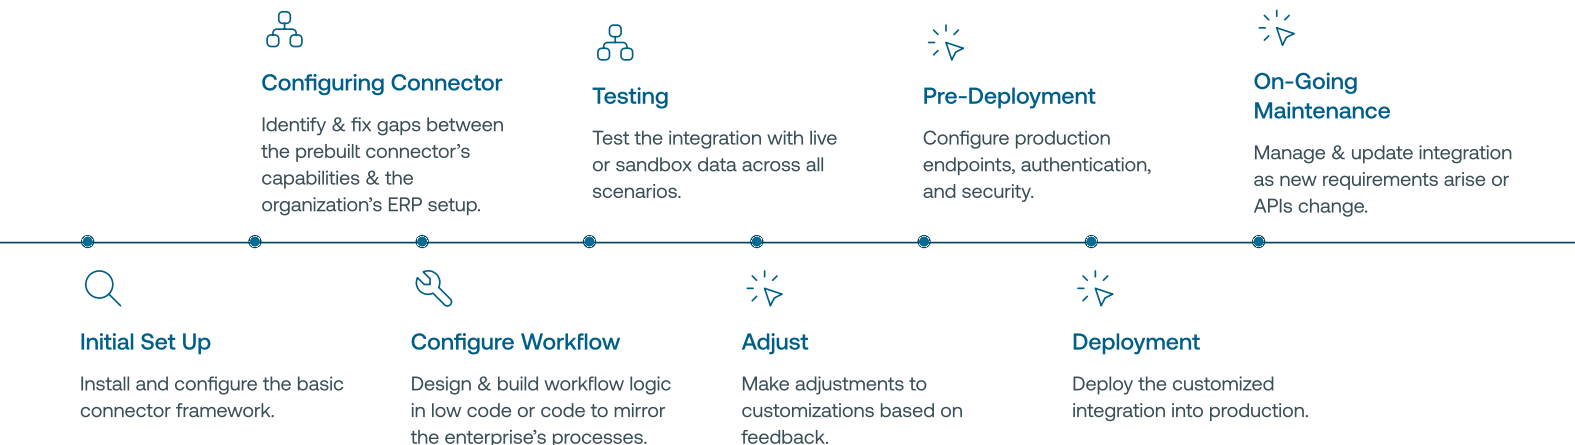 Configuring Connector
Identify & fix gaps between
the prebuilt connector’s
capabilities & the
organization’s ERP setup.
Testing
Test the integration with live
or sandbox data across all
scenarios.
Pre-Deployment
Configure production
endpoints, authentication,
and security.
On-Going
Maintenance
Manage & update integration
as new requirements arise or
APIs change.
Initial Set Up
Install and configure the basic
connector framework.
Configure Workflow
Design & build workflow logic
in low code or code to mirror
the enterprise’s processes.
Adjust
Make adjustments to
customizations based on
feedback.
Deployment
Deploy the customized
integration into production.